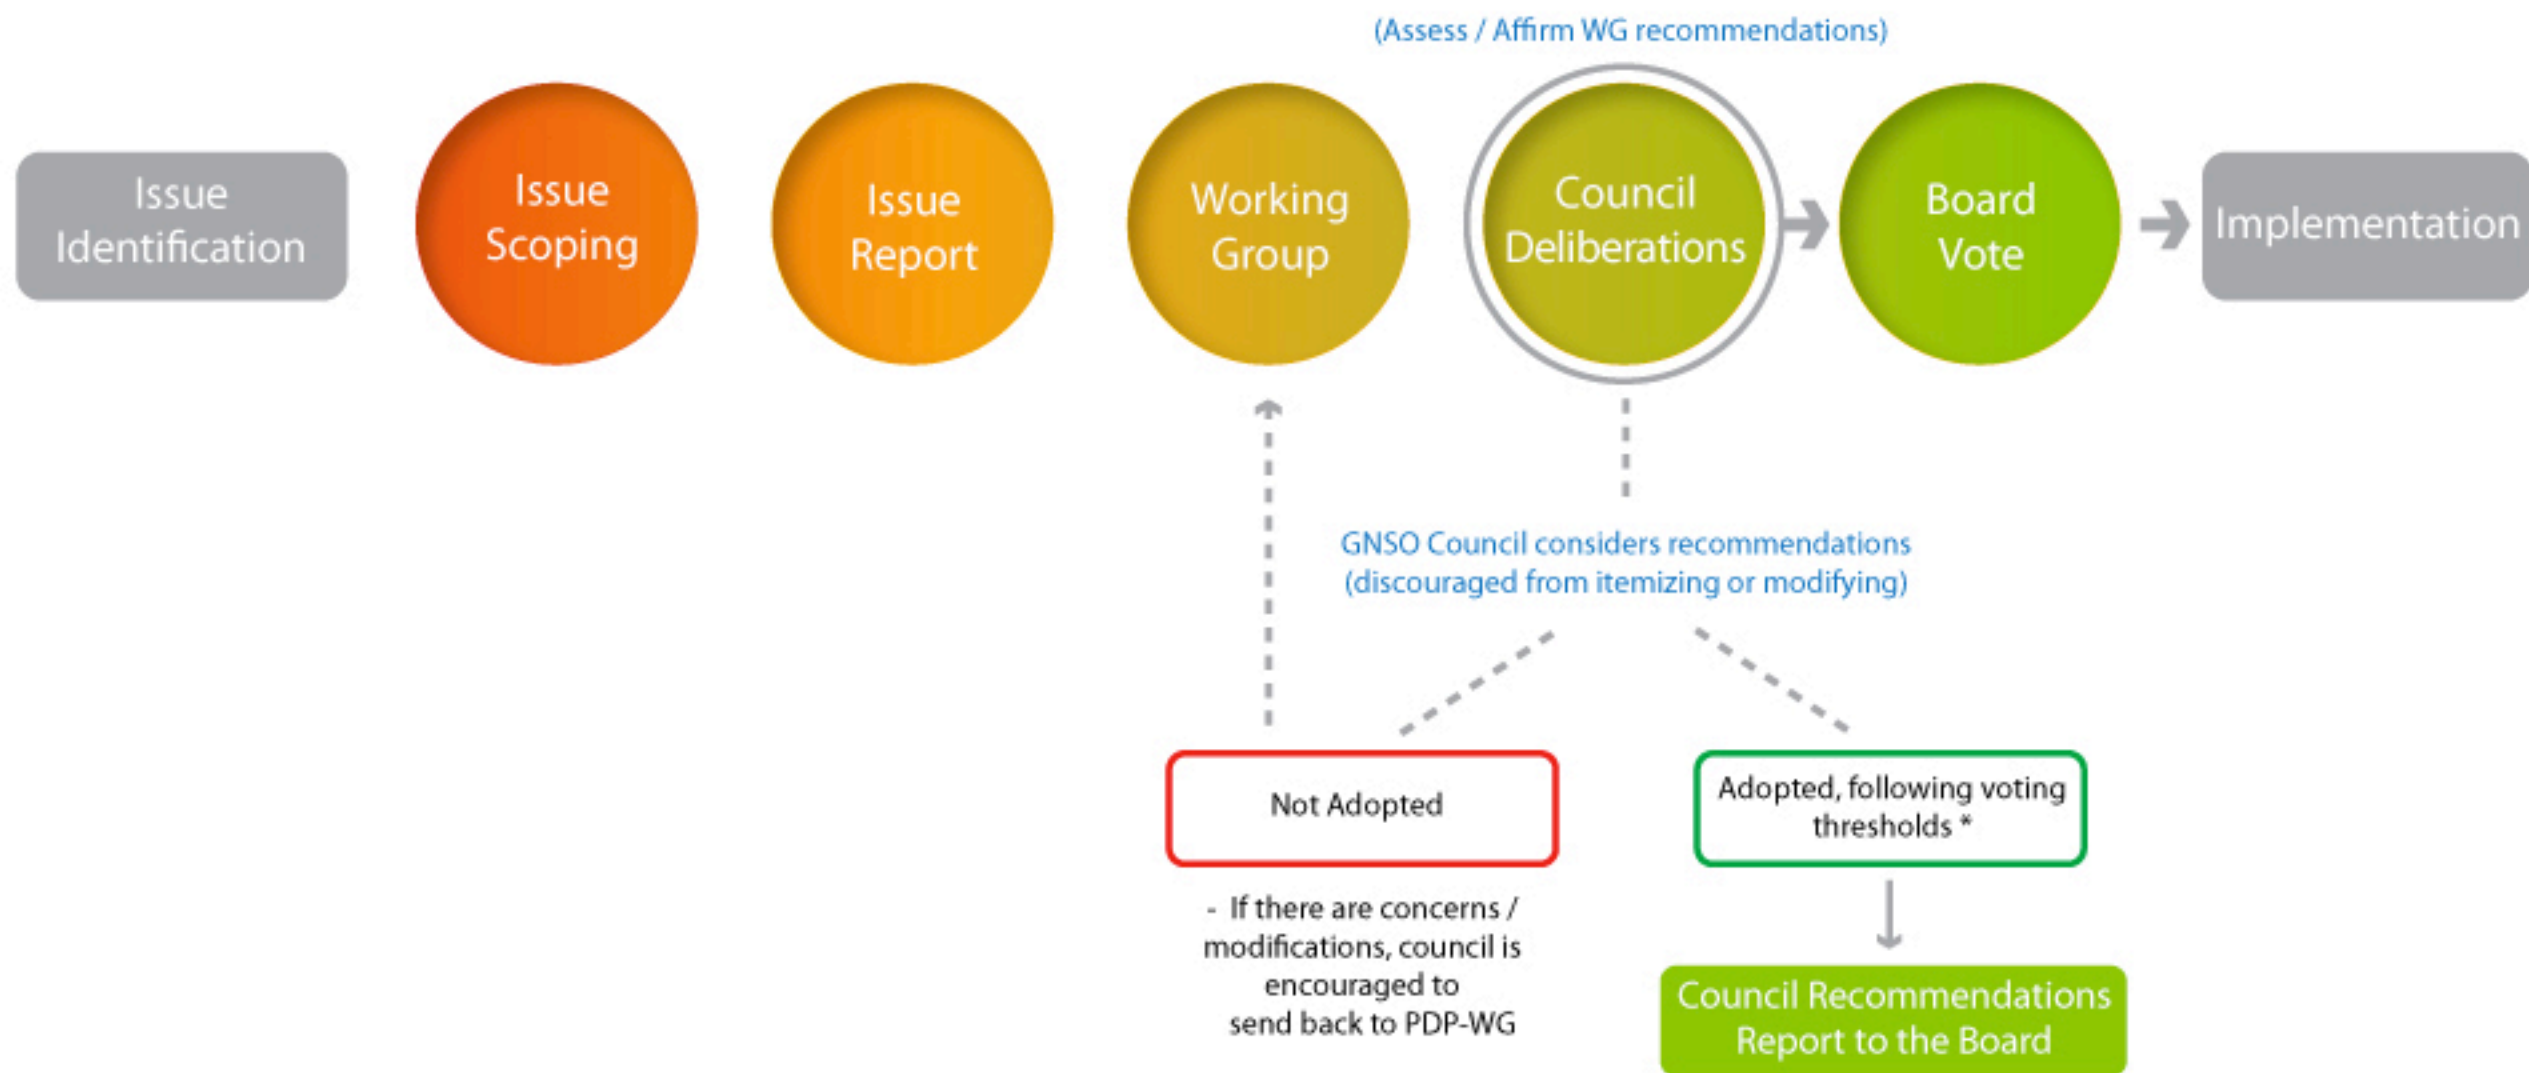 (Assess / Affirm WG recommendations)
Issue
Identification
Issue
Scoping
Issue
Report
Working
Group
Council
Deliberations
Board
Vote
Implementation
GNSO Council considers recommendations
(discouraged from itemizing or modifying)
Not Adopted
- If there are concerns /
modifications, council is
encouraged to
send back to PDP-WG
Adopted, following voting
thresholds *
Council Recommendations
Report to the Board